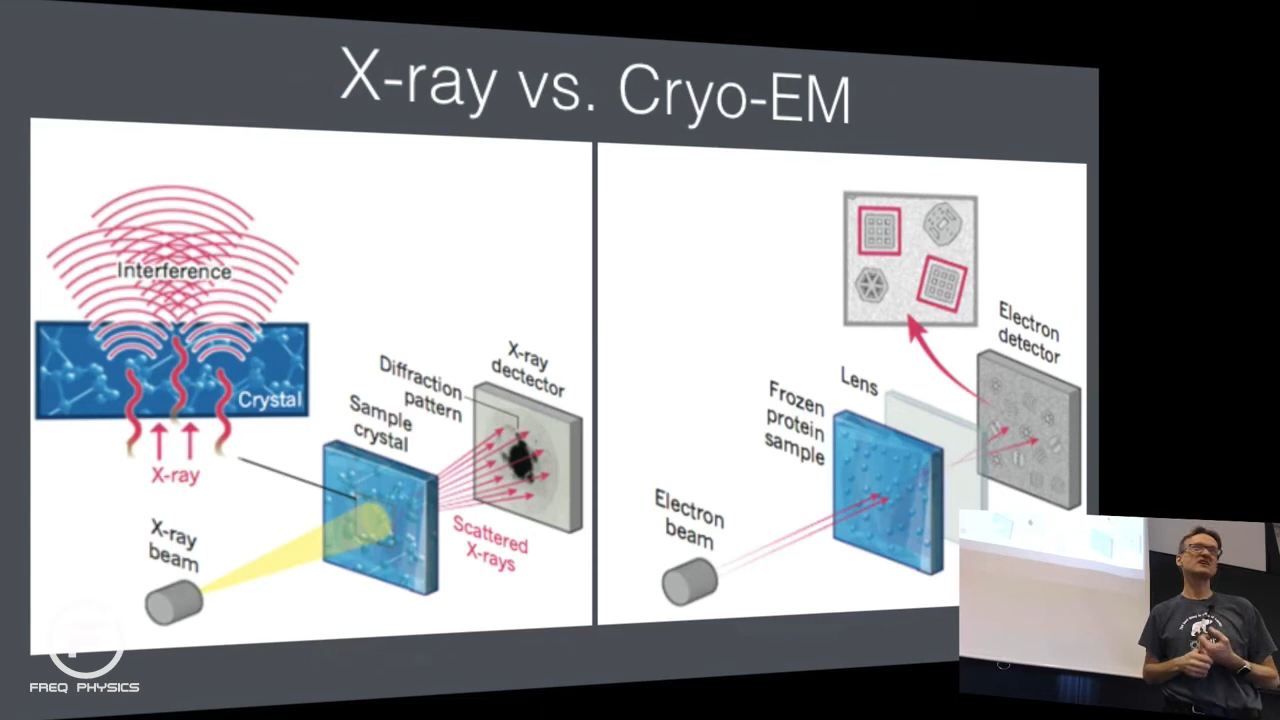 X-ray vs. Cryo-EM
Interference
Crystal
X-ray
X-ray
beam
Sample
crystal
Diffraction
pattern
X-ray
dectector
Scattered
X-rays
Electron
beam
Frozen
protein
sample
Lens
Electron
detector
F
FREQ PHYSICS